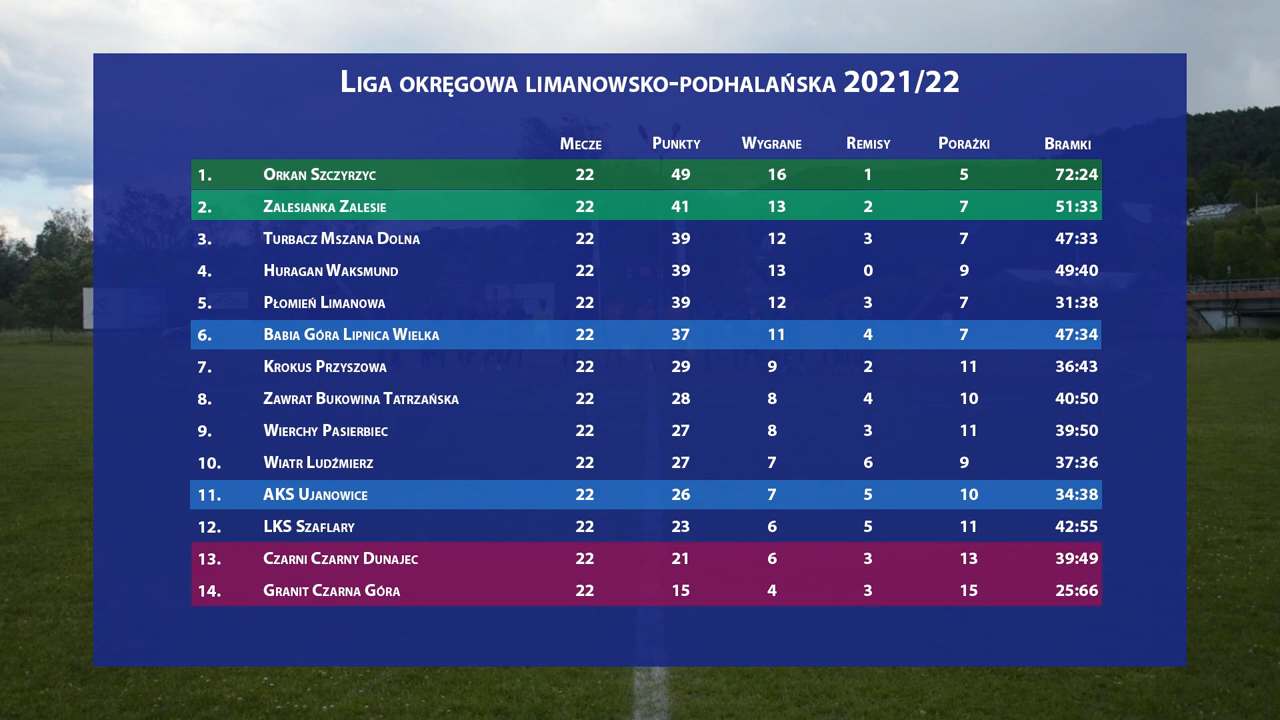 Liga okręgowa limanowsko-podhalańska 2021/22
Mecze Punkty Wygrane Remisy Porażki Bramki
1. Orkan Szczyrzyc 22 49 16 1 5 72:24
2. Zalesianka Zalesie 22 41 13 2 7 51:33
3. Turbacz Mszana Dolna 22 39 12 3 7 47:33
4. Huragan Waksmund 22 39 13 0 9 49:40
5. Płomień Limanowa 22 39 12 3 7 31:38
6. Babia Góra Lipnica Wielka 22 37 11 4 7 47:34
7. Krokus Przyszowa 22 29 9 2 11 36:43
8. Zawrat Bukowina Tatrzańska 22 28 8 4 10 40:50
9. Wierchy Pasierbiec 22 27 8 3 11 39:50
10. Wiatr Ludźmierz 22 27 7 6 9 37:36
11. AKS Ujanowice 22 26 7 5 10 34:38
12. LKS Szaflary 22 23 6 5 11 42:55
13. Czarni Czarny Dunajec 22 21 6 3 13 39:49
14. Granit Czarna Góra 22 15 4 3 15 25:66